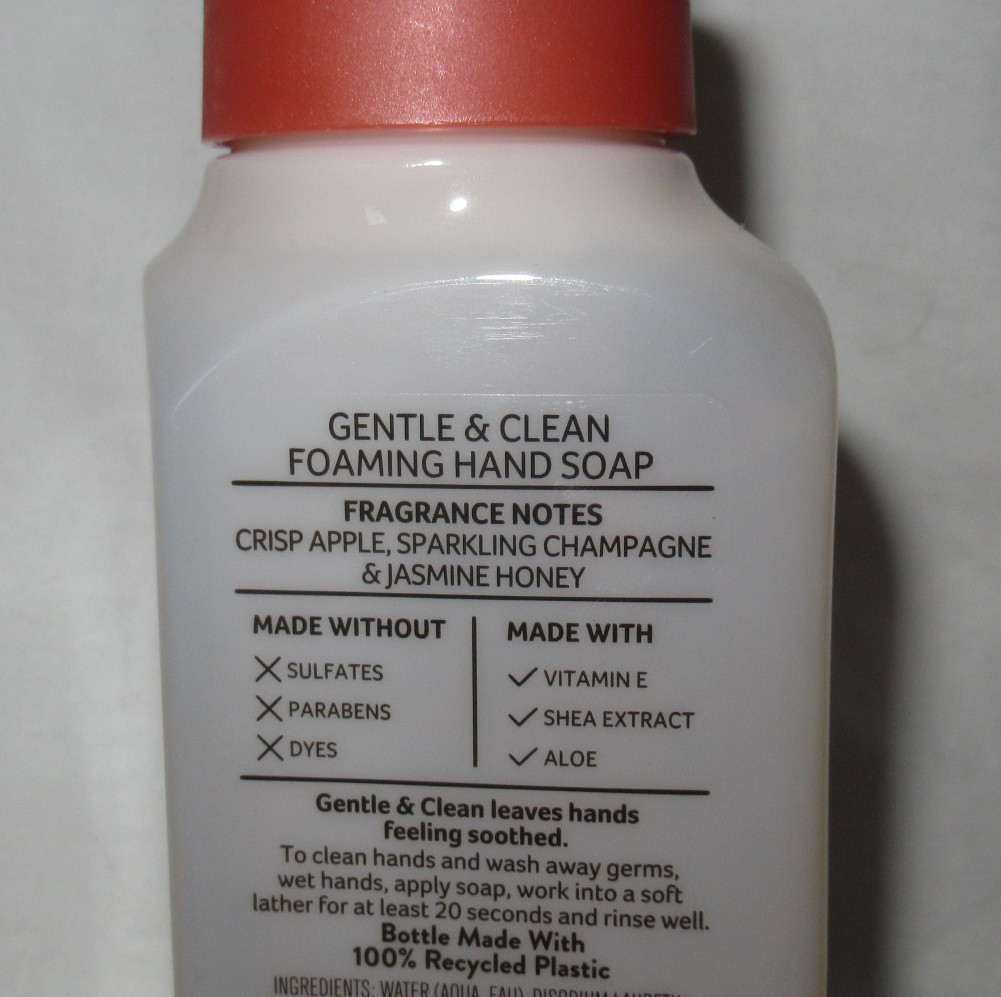 GENTLE & CLEAN
FOAMING HAND SOAP
FRAGRANCE NOTES
CRISP APPLE, SPARKLING CHAMPAGNE
& JASMINE HONEY
MADE WITHOUT
SULFATES
PARABENS
DYES
MADE WITH
VITAMIN E
SHEA EXTRACT
ALOE
Gentle & Clean leaves hands
feeling soothed.
To clean hands and wash away germs,
wet hands, apply soap, work into a soft
lather for at least 20 seconds and rinse well.
Bottle Made With
100% Recycled Plastic
INGREDIENTS: WATER (AQUA, EAU), DISODIUM LAURETH